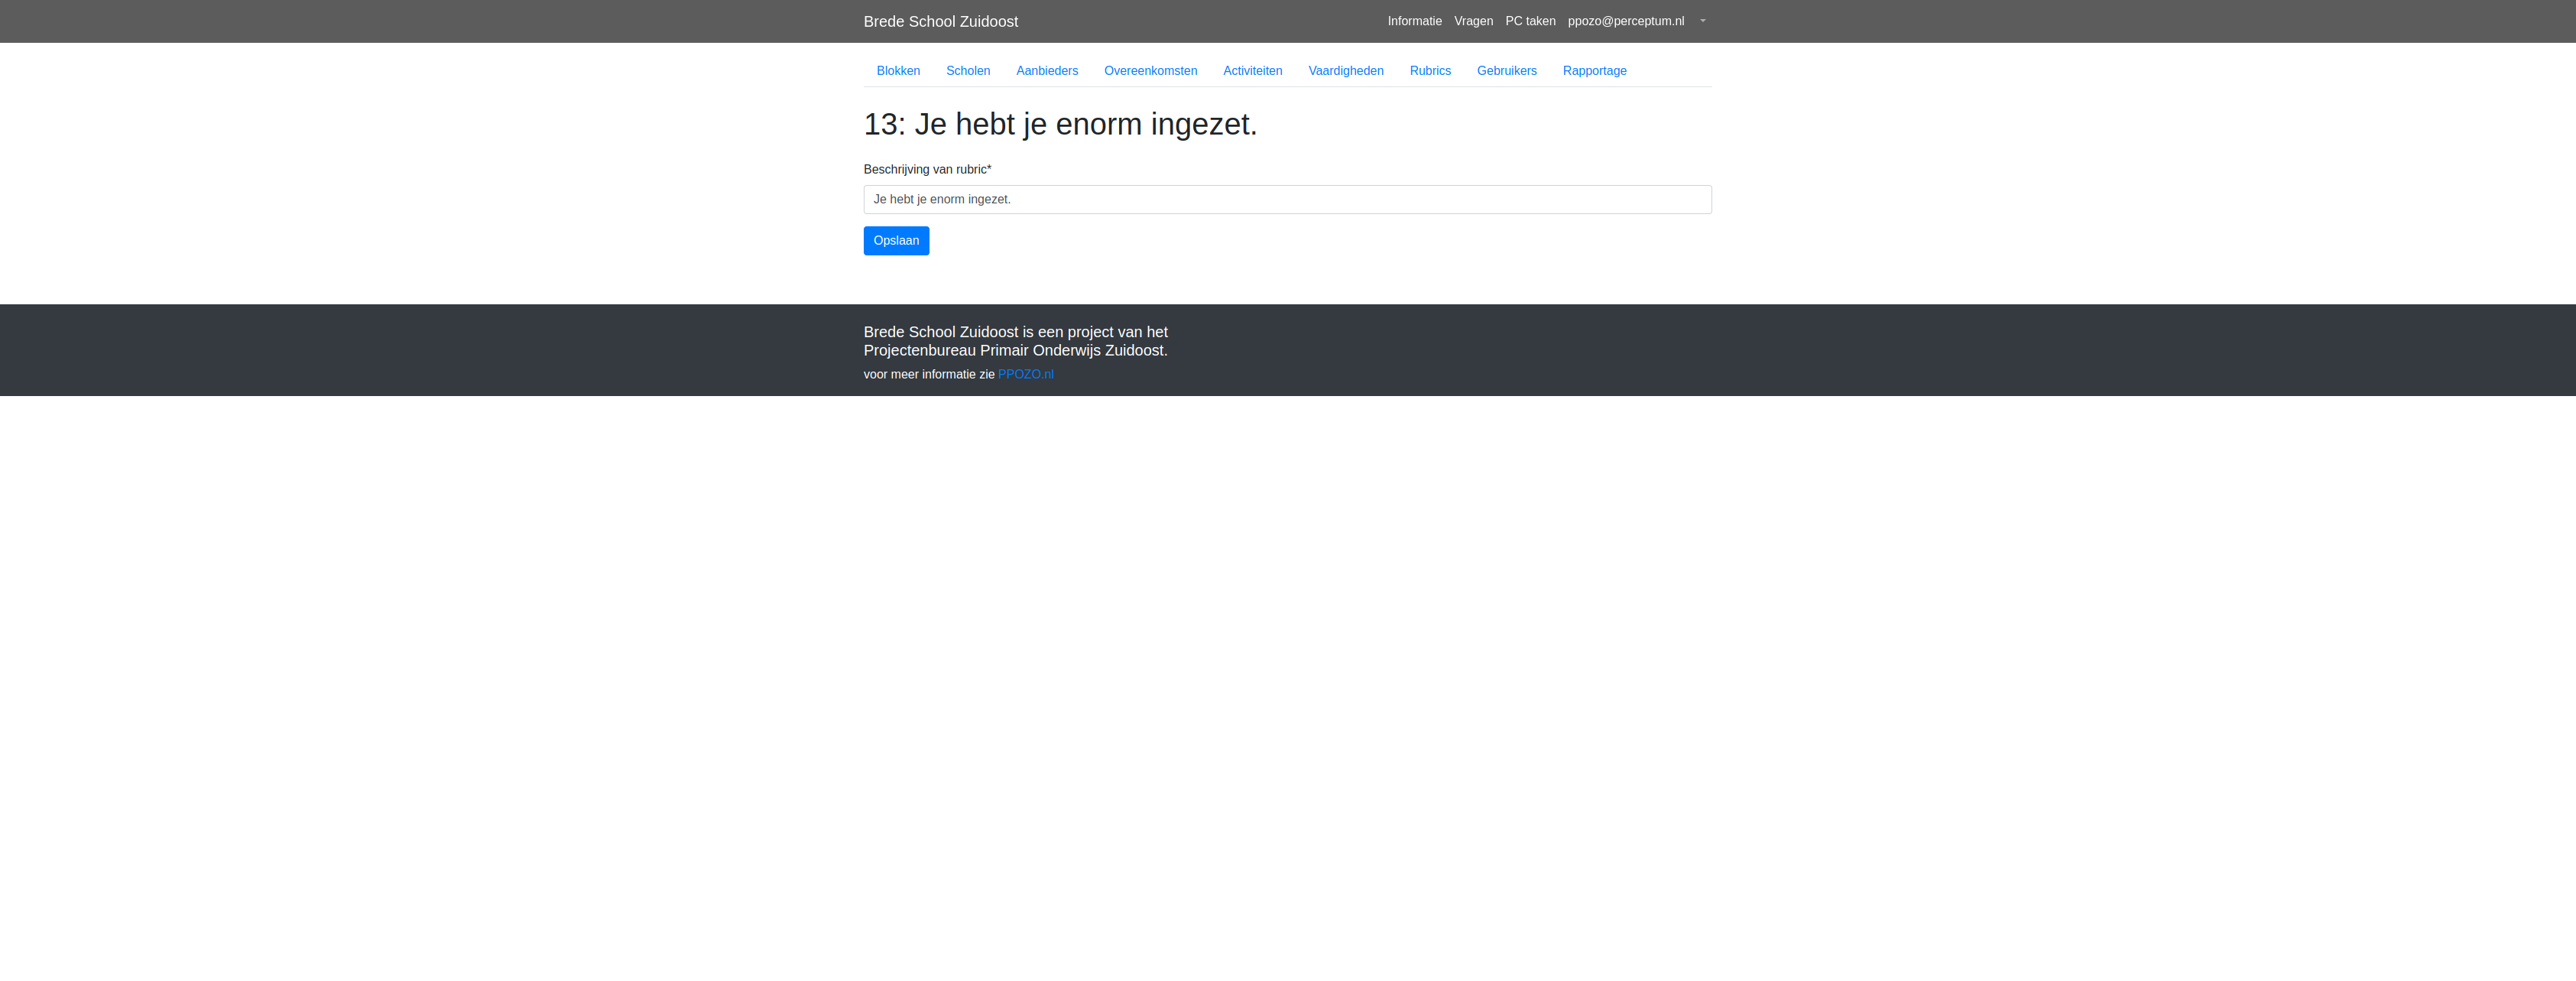 Brede School Zuidoost Informatie Vragen PC taken ppozo@perceptum.nl
Blokken Scholen Aanbieders Overeenkomsten Activiteiten Vaardigheden Rubrics Gebruikers Rapportage
13: Je hebt je enorm ingezet.
Beschrijving van rubric*
Je hebt je enorm ingezet.
Opslaan
Brede School Zuidoost is een project van het
Projectenbureau Primair Onderwijs Zuidoost.
voor meer informatie zie PPOZO.nl